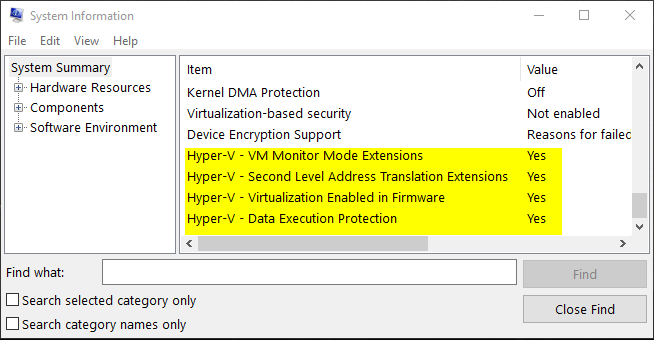 System Information
File Edit View Help
System Summary
Hardware Resources
Components
Software Environment
Item Value
Kernel DMA Protection Off
Virtualization-based security Not enabled
Device Encryption Support Reasons for failed
Hyper-V - VM Monitor Mode Extensions Yes
Hyper-V - Second Level Address Translation Extensions Yes
Hyper-V - Virtualization Enabled in Firmware Yes
Hyper-V - Data Execution Protection Yes
Find what: Find
Search selected category only
Close Find
Search category names only